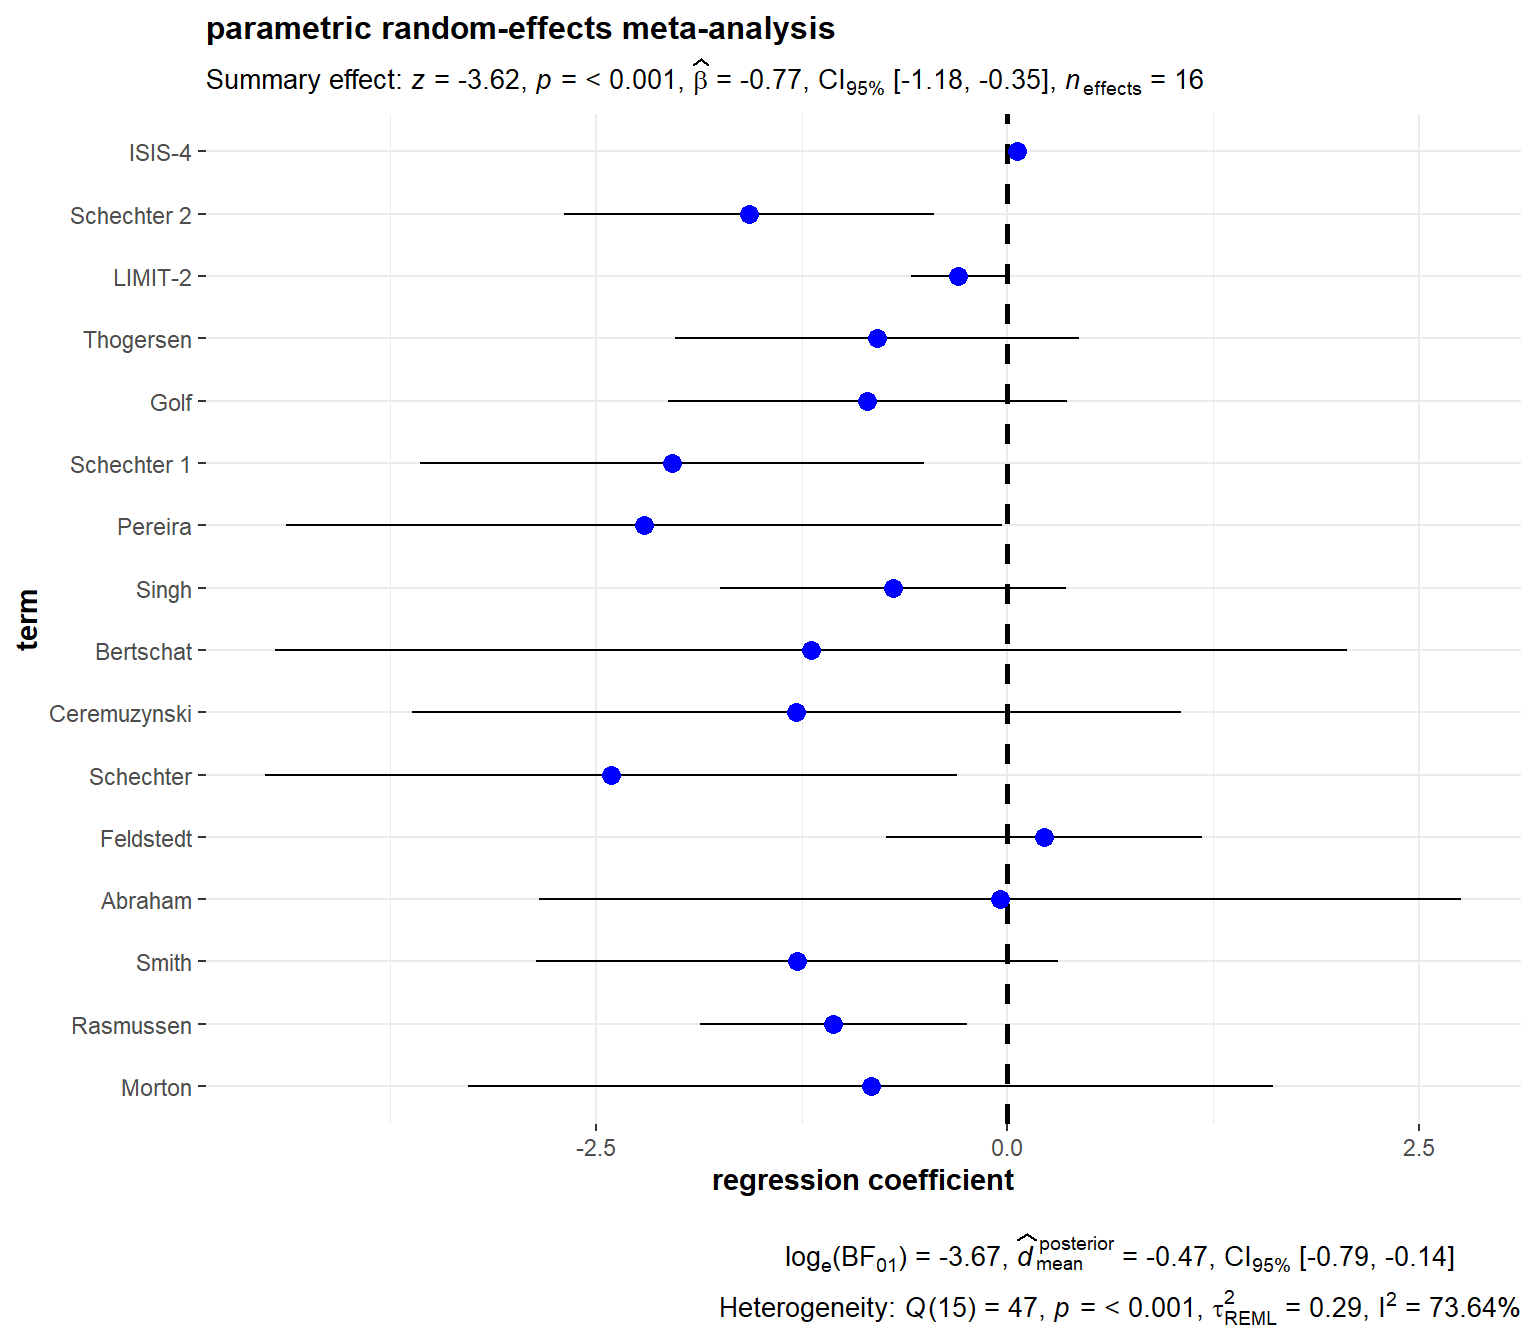 parametric random-effects meta-analysis
Summary effect: z = -3.62, p = < 0.001, β̂ = -0.77, CI95% [-1.18, -0.35], neffects = 16
ISIS-4
Schechter 2
LIMIT-2
Thogersen
Golf
Schechter 1
Pereira
Singh
Bertschat
Ceremuzynski
Schechter
Feldstedt
Abraham
Smith
Rasmussen
Morton
term
-2.5 0.0 2.5
regression coefficient
loge(BF01) = -3.67, d̂mean posterior = -0.47, CI95% [-0.79, -0.14]
Heterogeneity: Q(15) = 47, p = < 0.001, τ²REML = 0.29, I² = 73.64%